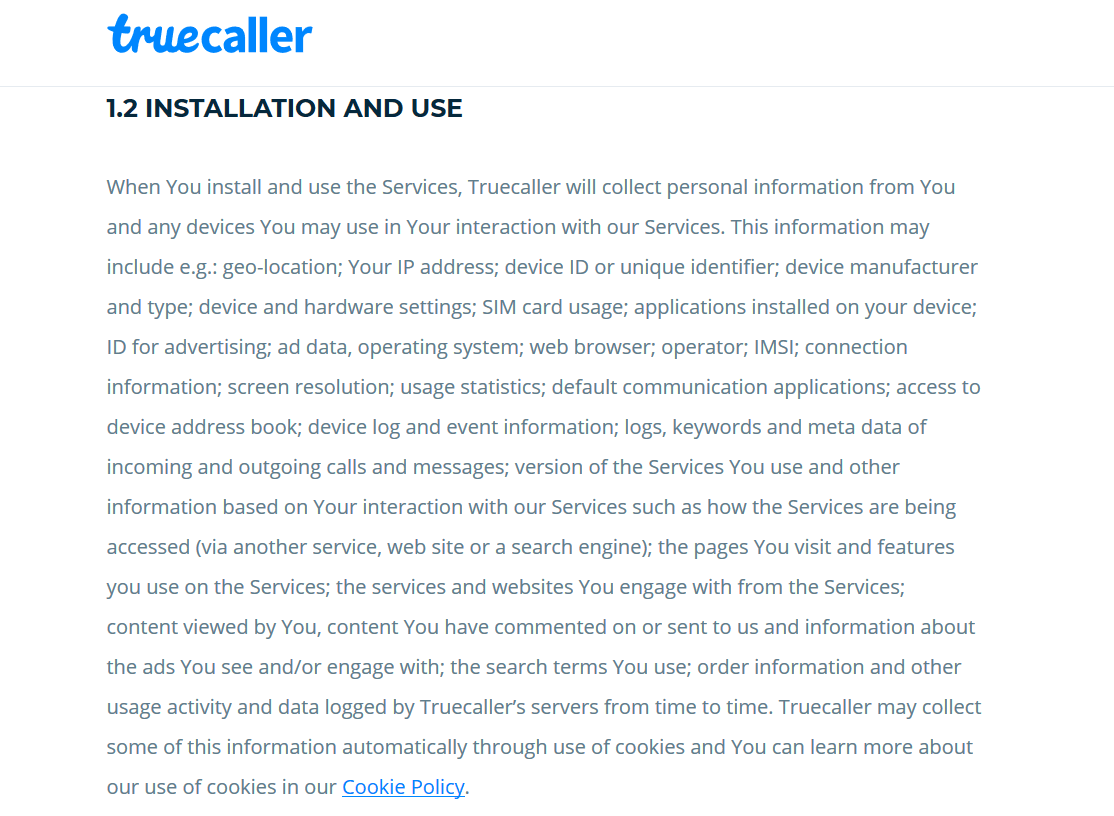 truecaller
1.2 INSTALLATION AND USE
When You install and use the Services, Truecaller will collect personal information from You
and any devices You may use in Your interaction with our Services. This information may
include e.g.: geo-location; Your IP address; device ID or unique identifier; device manufacturer
and type; device and hardware settings; SIM card usage; applications installed on your device;
ID for advertising; ad data, operating system; web browser; operator; IMSI; connection
information; screen resolution; usage statistics; default communication applications; access to
device address book; device log and event information; logs, keywords and meta data of
incoming and outgoing calls and messages; version of the Services You use and other
information based on Your interaction with our Services such as how the Services are being
accessed (via another service, web site or a search engine); the pages You visit and features
you use on the Services; the services and websites You engage with from the Services;
content viewed by You, content You have commented on or sent to us and information about
the ads You see and/or engage with; the search terms You use; order information and other
usage activity and data logged by Truecaller’s servers from time to time. Truecaller may collect
some of this information automatically through use of cookies and You can learn more about
our use of cookies in our Cookie Policy.